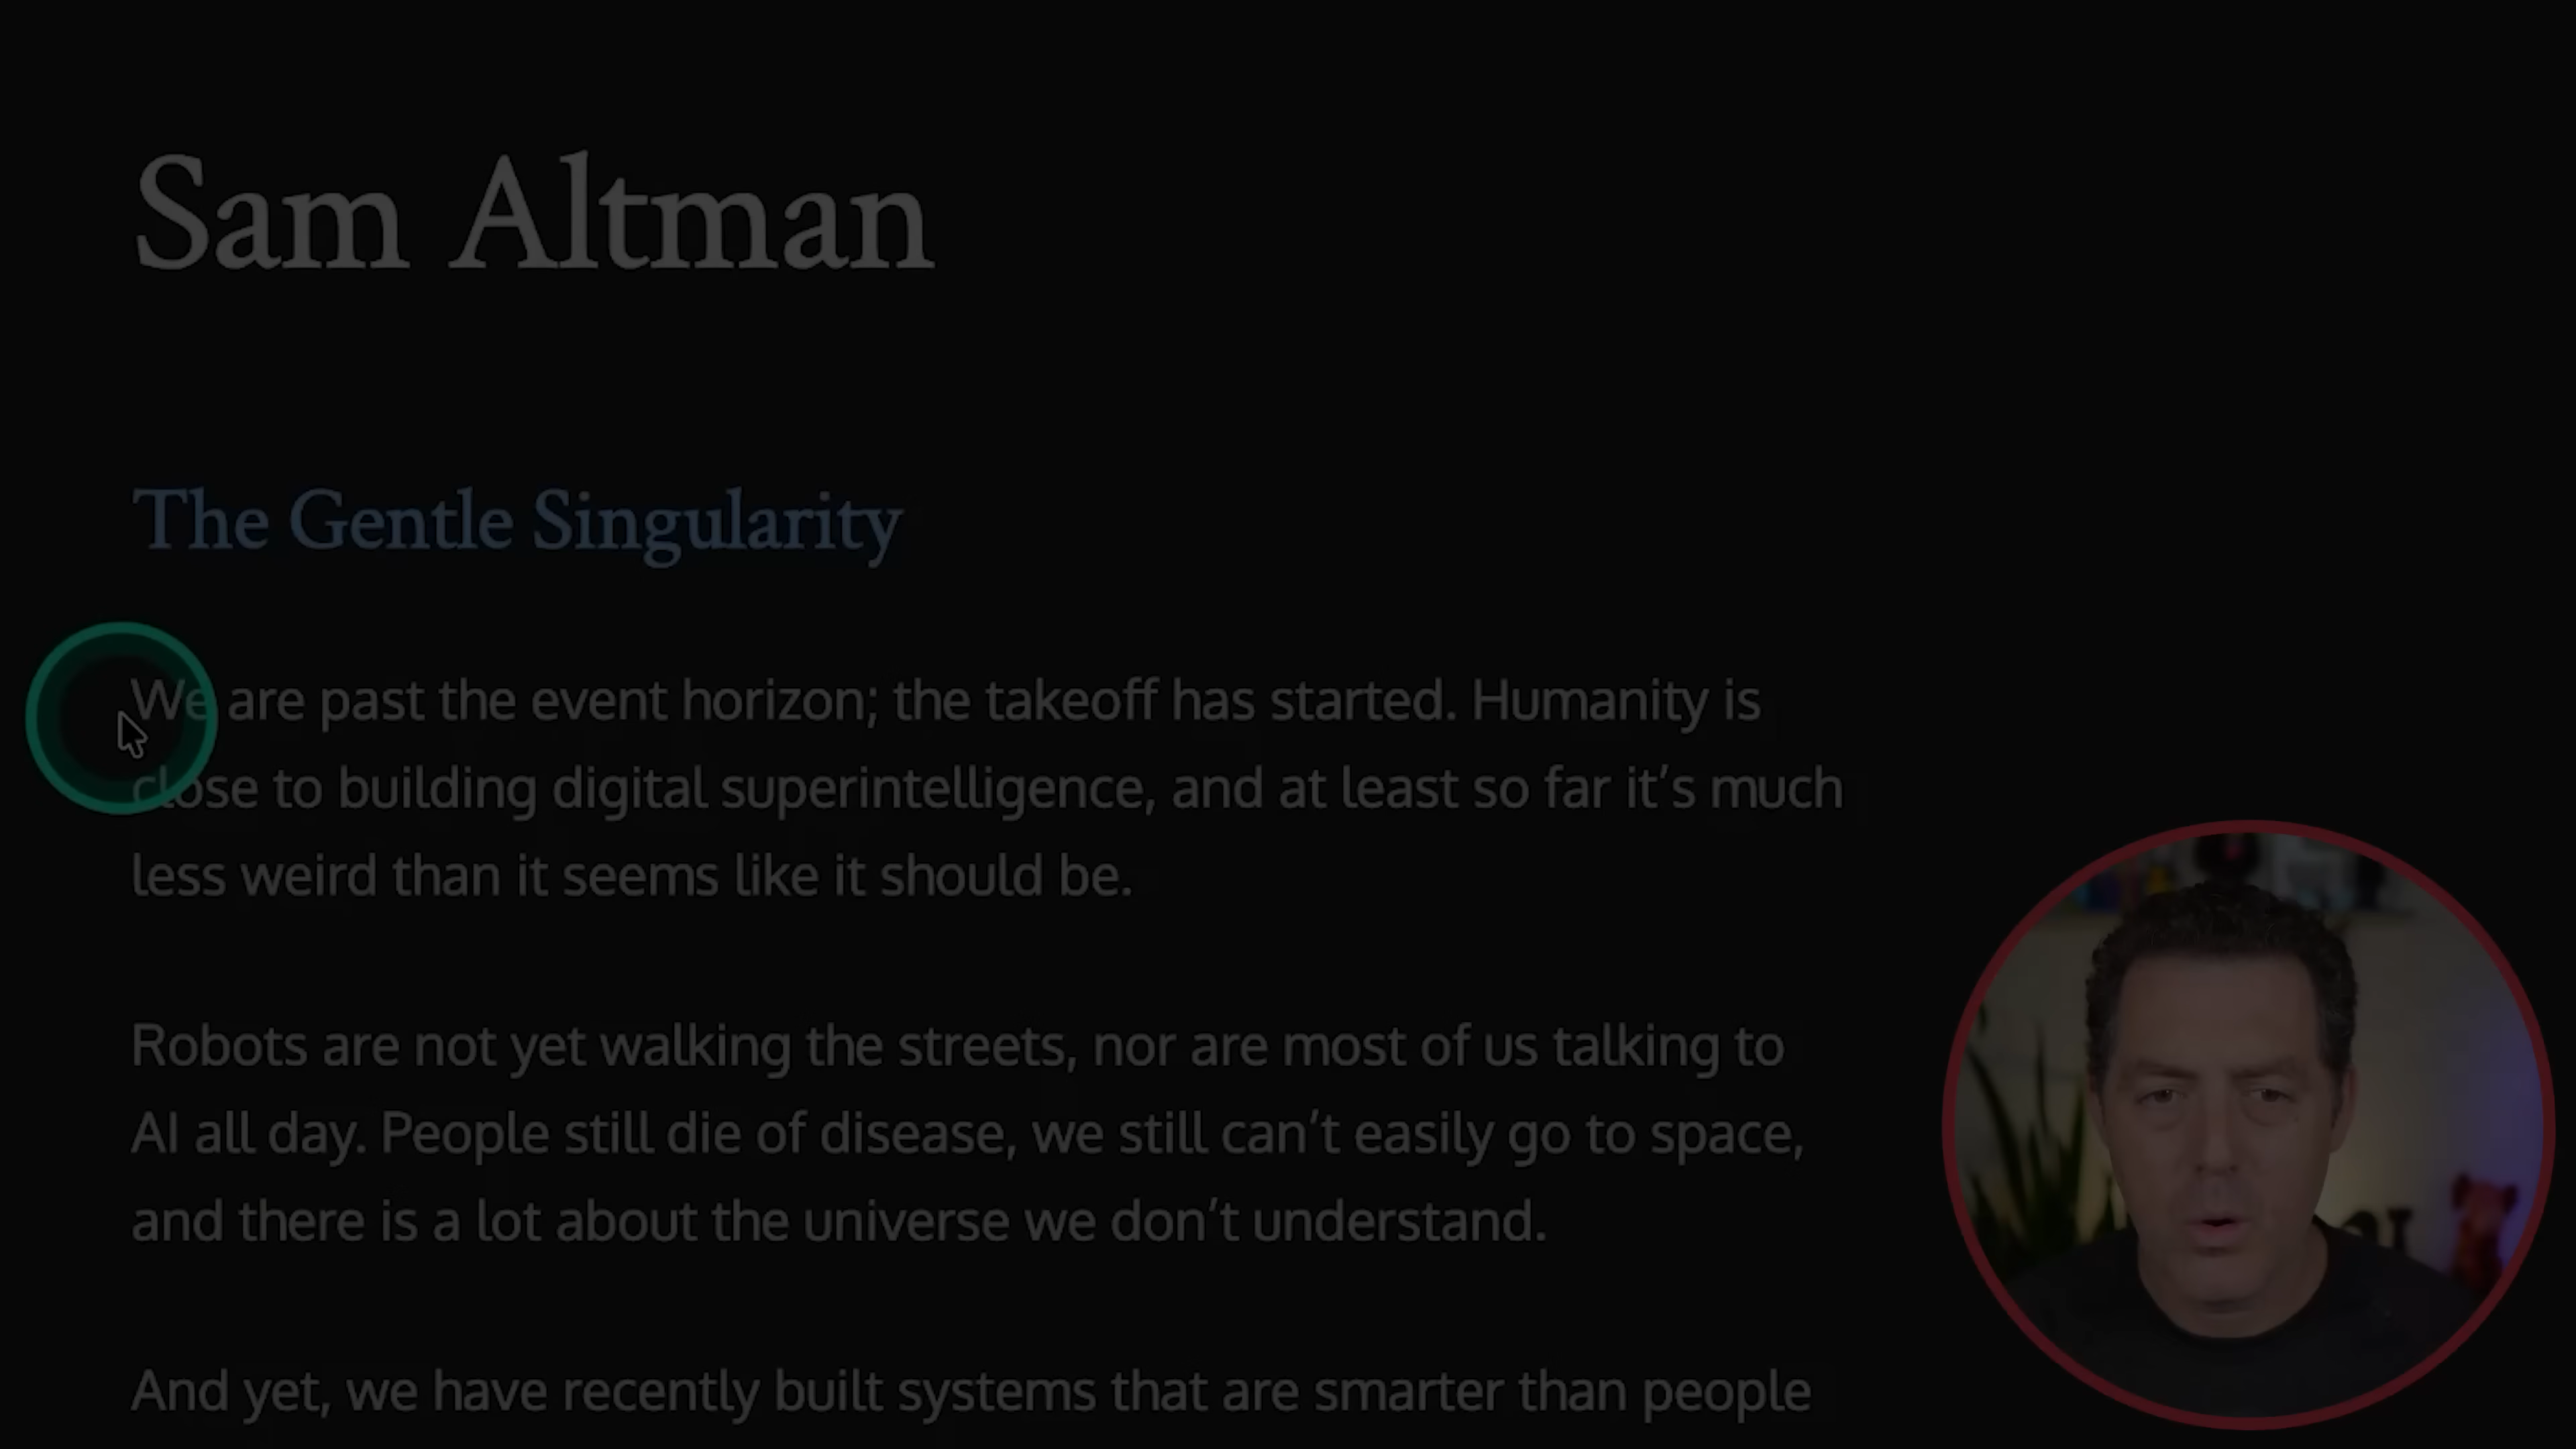 Sam Altman
The Gentle Singularity
We are past the event horizon; the takeoff has started. Humanity is
close to building digital superintelligence, and at least so far it’s much
less weird than it seems like it should be.
Robots are not yet walking the streets, nor are most of us talking to
AI all day. People still die of disease, we still can’t easily go to space,
and there is a lot about the universe we don’t understand.
And yet, we have recently built systems that are smarter than people